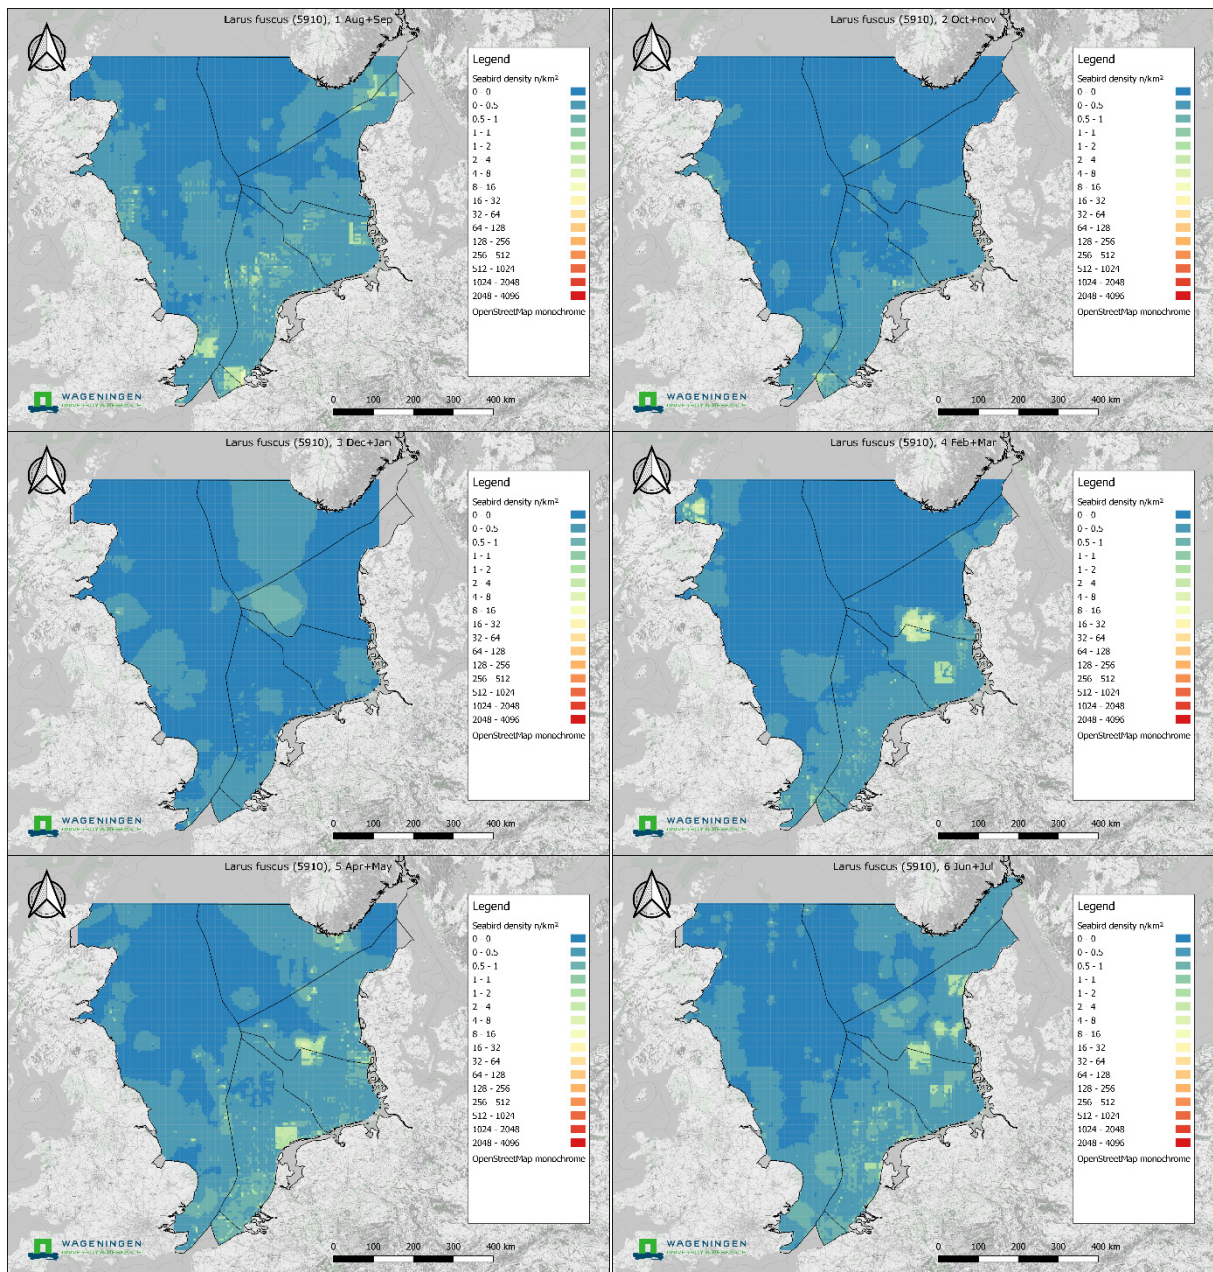 Larus fuscus (5910), 1 Aug+Sep
Legend
Seabird density n/km²
0 - 0
0 - 0.5
0.5 - 1
1 - 1
1 - 2
2 - 4
4 - 8
8 - 16
16 - 32
32 - 64
64 - 128
128 - 256
256 - 512
512 - 1024
1024 - 2048
2048 - 4096
OpenStreetMap monochrome
WAGENINGEN
UNIVERSITY & RESEARCH
0 100 200 300 400 km
Larus fuscus (5910), 2 Oct+nov
Legend
Seabird density n/km²
0 - 0
0 - 0.5
0.5 - 1
1 - 1
1 - 2
2 - 4
4 - 8
8 - 16
16 - 32
32 - 64
64 - 128
128 - 256
256 - 512
512 - 1024
1024 - 2048
2048 - 4096
OpenStreetMap monochrome
WAGENINGEN
UNIVERSITY & RESEARCH
0 100 200 300 400 km
Larus fuscus (5910), 3 Dec+Jan
Legend
Seabird density n/km²
0 - 0
0 - 0.5
0.5 - 1
1 - 1
1 - 2
2 - 4
4 - 8
8 - 16
16 - 32
32 - 64
64 - 128
128 - 256
256 - 512
512 - 1024
1024 - 2048
2048 - 4096
OpenStreetMap monochrome
WAGENINGEN
UNIVERSITY & RESEARCH
0 100 200 300 400 km
Larus fuscus (5910), 4 Feb+Mar
Legend
Seabird density n/km²
0 - 0
0 - 0.5
0.5 - 1
1 - 1
1 - 2
2 - 4
4 - 8
8 - 16
16 - 32
32 - 64
64 - 128
128 - 256
256 - 512
512 - 1024
1024 - 2048
2048 - 4096
OpenStreetMap monochrome
WAGENINGEN
UNIVERSITY & RESEARCH
0 100 200 300 400 km
Larus fuscus (5910), 5 Apr+May
Legend
Seabird density n/km²
0 - 0
0 - 0.5
0.5 - 1
1 - 1
1 - 2
2 - 4
4 - 8
8 - 16
16 - 32
32 - 64
64 - 128
128 - 256
256 - 512
512 - 1024
1024 - 2048
2048 - 4096
OpenStreetMap monochrome
WAGENINGEN
UNIVERSITY & RESEARCH
0 100 200 300 400 km
Larus fuscus (5910), 6 Jun+Jul
Legend
Seabird density n/km²
0 - 0
0 - 0.5
0.5 - 1
1 - 1
1 - 2
2 - 4
4 - 8
8 - 16
16 - 32
32 - 64
64 - 128
128 - 256
256 - 512
512 - 1024
1024 - 2048
2048 - 4096
OpenStreetMap monochrome
WAGENINGEN
UNIVERSITY & RESEARCH
0 100 200 300 400 km